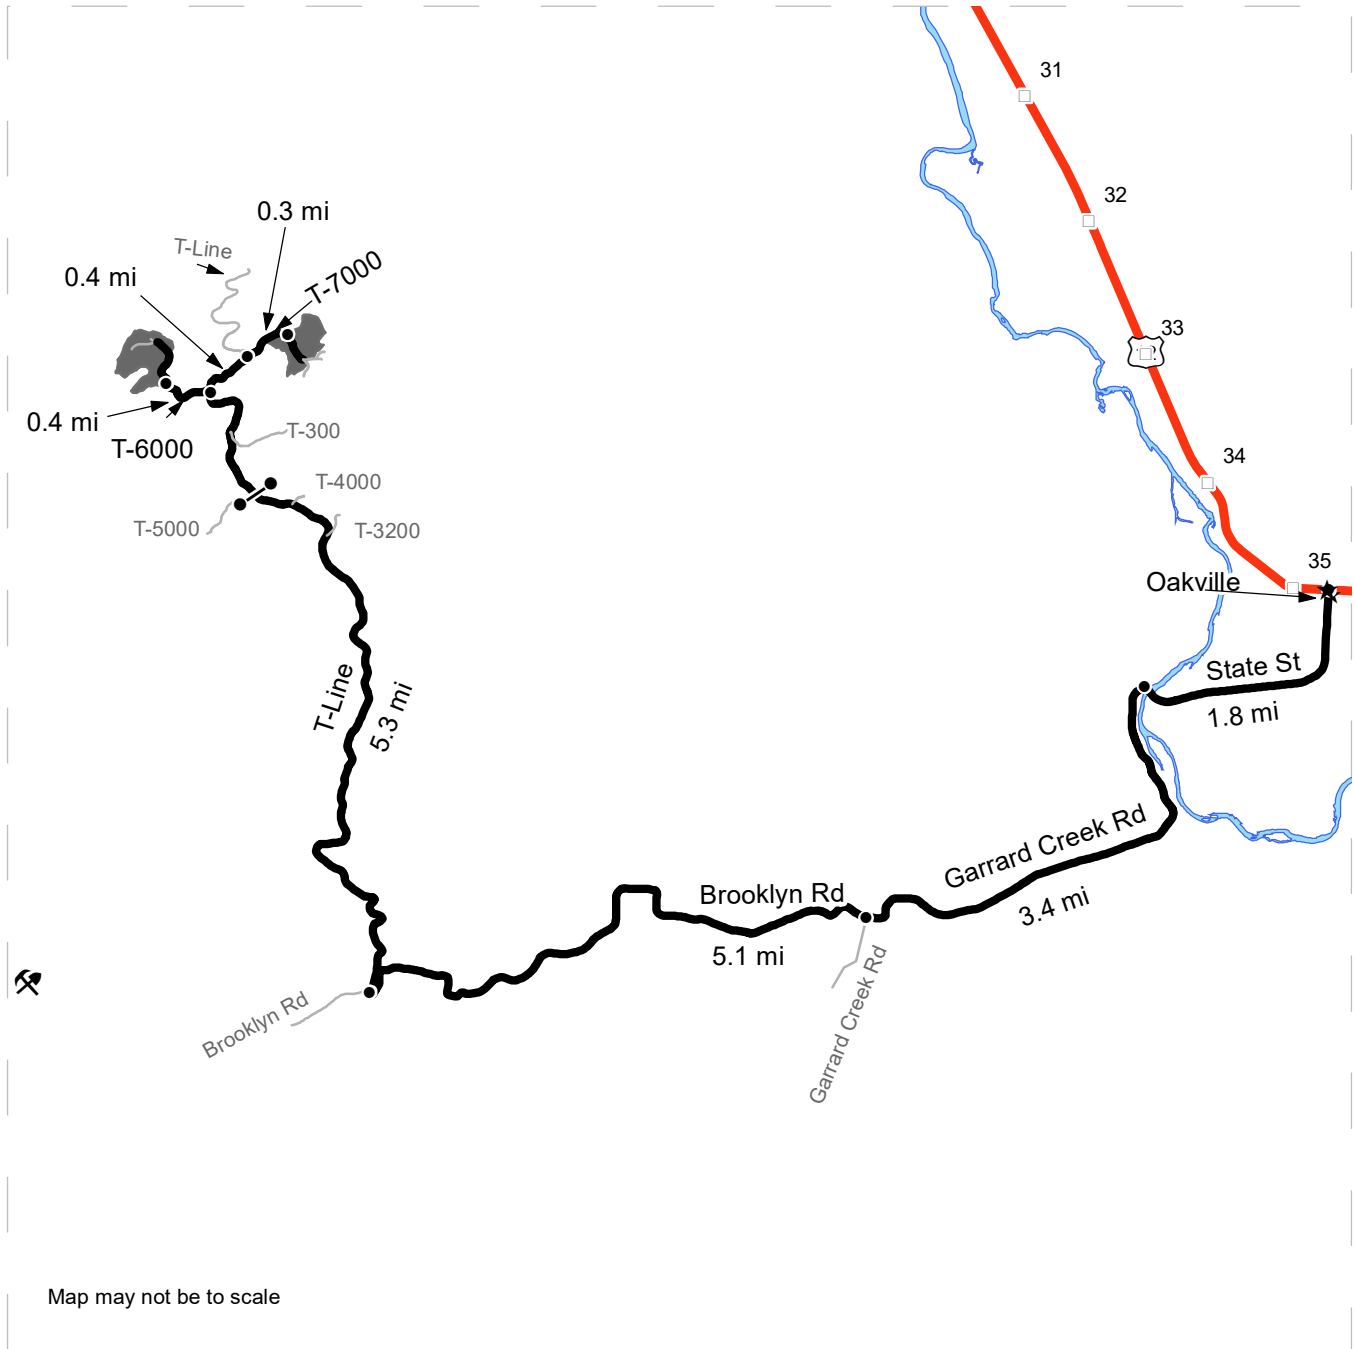 31
32
0.3 mi
T-Line
T-7000
0.4 mi
33
0.4 mi
T-6000
T-300
34
T-4000
T-5000
T-3200
35
Oakville
State St
1.8 mi
T-Line
5.3 mi
Garrard Creek Rd
3.4 mi
Brooklyn Rd
5.1 mi
Garrard Creek Rd
Brooklyn Rd
Map may not be to scale